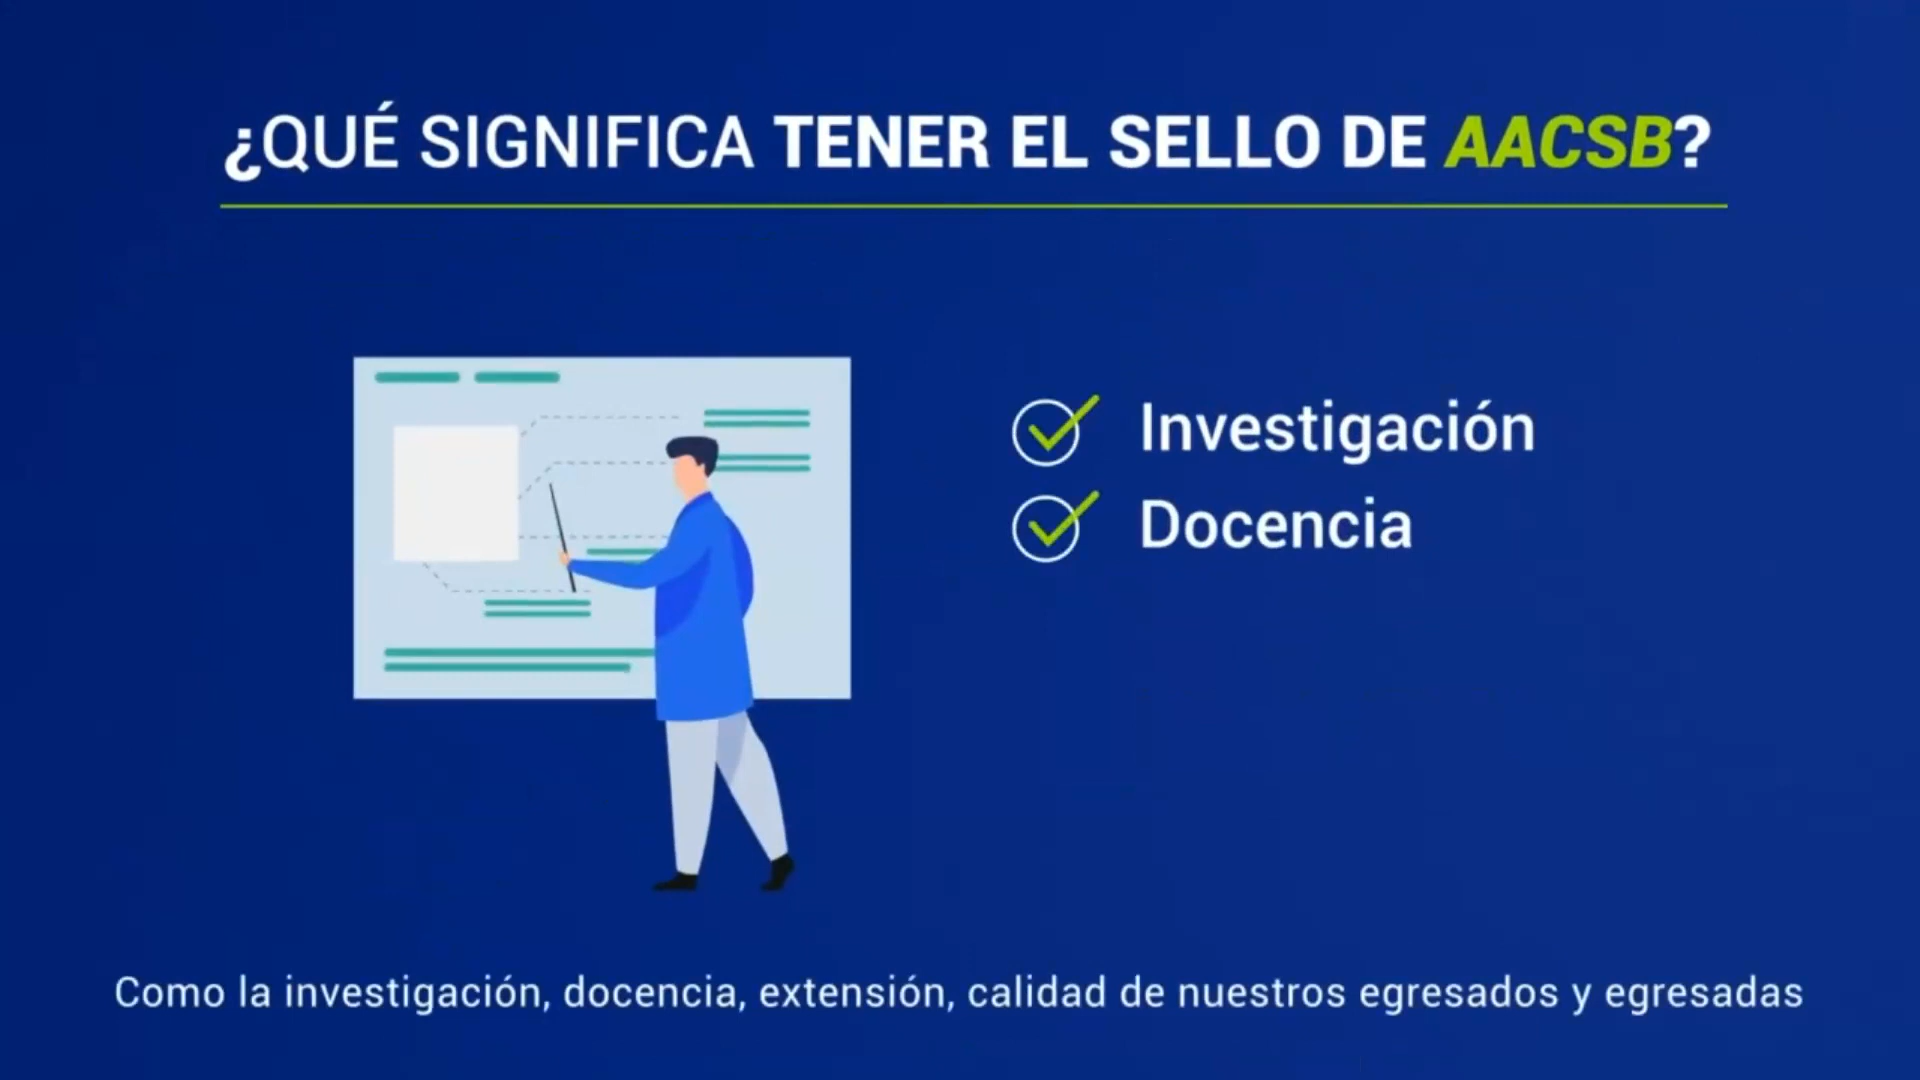 ¿QUÉ SIGNIFICA TENER EL SELLO DE AACSB?
Investigación
Docencia
Como la investigación, docencia, extensión, calidad de nuestros egresados y egresadas